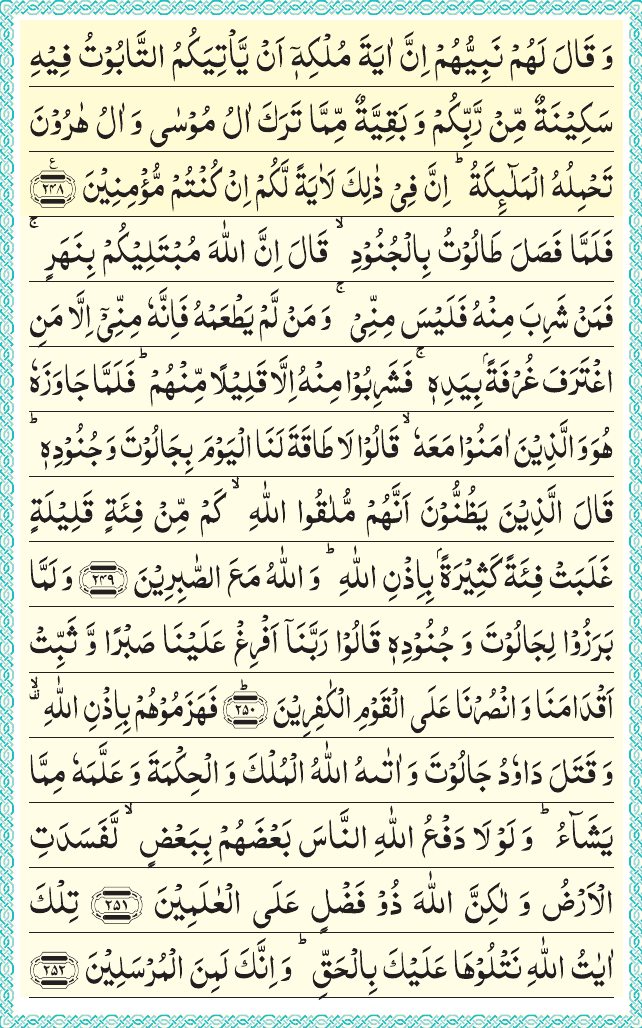 وَ قَالَ لَهُمْ نَبِيُّهُمْ اِنَّ اٰيَةَ مُلْكِهٖٓ اَنْ يَّاْتِيَكُمُ التَّابُوْتُ فِيْهِ
سَكِيْنَةٌ مِّنْ رَّبِّكُمْ وَ بَقِيَّةٌ مِّمَّا تَرَكَ اٰلُ مُوْسٰى وَ اٰلُ هٰرُوْنَ
تَحْمِلُهُ الْمَلٰٓىِٕكَةُ ؕ اِنَّ فِيْ ذٰلِكَ لَاٰيَةً لَّكُمْ اِنْ كُنْتُمْ مُّؤْمِنِيْنَ ع ۲۴۸
فَلَمَّا فَصَلَ طَالُوْتُ بِالْجُنُوْدِ ۙ قَالَ اِنَّ اللّٰهَ مُبْتَلِيْكُمْ بِنَهَرٍ ۚ
فَمَنْ شَرِبَ مِنْهُ فَلَيْسَ مِنِّيْ ۚ وَ مَنْ لَّمْ يَطْعَمْهُ فَاِنَّهٗ مِنِّيْٓ اِلَّا مَنِ
اغْتَرَفَ غُرْفَةًۢ بِيَدِهٖ ۚ فَشَرِبُوْا مِنْهُ اِلَّا قَلِيْلًا مِّنْهُمْ ؕ فَلَمَّا جَاوَزَهٗ
هُوَ وَ الَّذِيْنَ اٰمَنُوْا مَعَهٗ ۙ قَالُوْا لَا طَاقَةَ لَنَا الْيَوْمَ بِجَالُوْتَ وَ جُنُوْدِهٖ ؕ
قَالَ الَّذِيْنَ يَظُنُّوْنَ اَنَّهُمْ مُّلٰقُوا اللّٰهِ ۙ كَمْ مِّنْ فِئَةٍ قَلِيْلَةٍ
غَلَبَتْ فِئَةً كَثِيْرَةًۢ بِاِذْنِ اللّٰهِ ؕ وَ اللّٰهُ مَعَ الصّٰبِرِيْنَ ۲۴۹ وَ لَمَّا
بَرَزُوْا لِجَالُوْتَ وَ جُنُوْدِهٖ قَالُوْا رَبَّنَاۤ اَفْرِغْ عَلَيْنَا صَبْرًا وَّ ثَبِّتْ
اَقْدَامَنَا وَ انْصُرْنَا عَلَى الْقَوْمِ الْكٰفِرِيْنَ ؕ ۲۵۰ فَهَزَمُوْهُمْ بِاِذْنِ اللّٰهِ ۙ
وَ قَتَلَ دَاوٗدُ جَالُوْتَ وَ اٰتٰىهُ اللّٰهُ الْمُلْكَ وَ الْحِكْمَةَ وَ عَلَّمَهٗ مِمَّا
يَشَآءُ ؕ وَ لَوْ لَا دَفْعُ اللّٰهِ النَّاسَ بَعْضَهُمْ بِبَعْضٍ ۙ لَّفَسَدَتِ
الْاَرْضُ وَ لٰكِنَّ اللّٰهَ ذُوْ فَضْلٍ عَلَى الْعٰلَمِيْنَ ۲۵۱ تِلْكَ
اٰيٰتُ اللّٰهِ نَتْلُوْهَا عَلَيْكَ بِالْحَقِّ ؕ وَ اِنَّكَ لَمِنَ الْمُرْسَلِيْنَ ۲۵۲